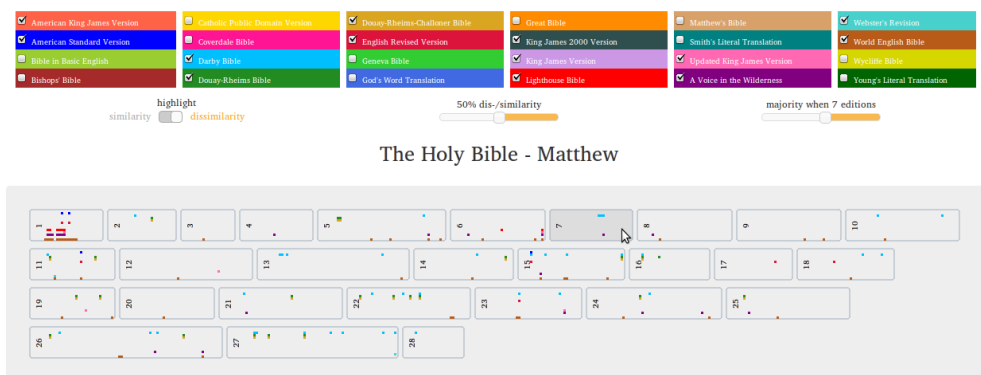 American King James Version Catholic Public Domain Version Douay-Rheims-Challoner Bible Great Bible Matthew's Bible Webster's Revision
American Standard Version Coverdale Bible English Revised Version King James 2000 Version Smith's Literal Translation World English Bible
Bible in Basic English Darby Bible Geneva Bible King James Version Updated King James Version Wycliffe Bible
Bishops' Bible Douay-Rheims Bible God's Word Translation Lighthouse Bible A Voice in the Wilderness Young's Literal Translation
highlight 50% dis-/similarity majority when 7 editions
similarity dissimilarity
The Holy Bible - Matthew
1 2 3 4 5 6 7 8 9 10
11 12 13 14 15 16 17 18
19 20 21 22 23 24 25
26 27 28